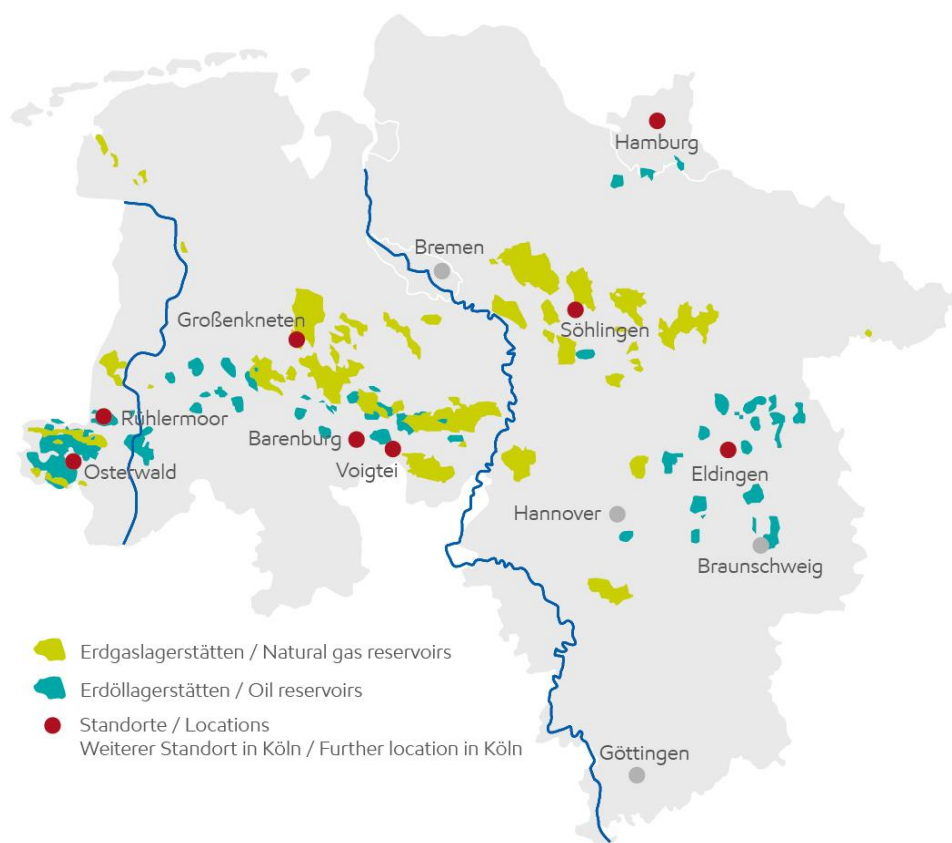 Hamburg
Bremen
Großenkneten
Söhlingen
Rühlermoor
Barenburg
Osterwald
Voigtei
Eldingen
Hannover
Braunschweig
Erdgaslagerstätten / Natural gas reservoirs
Erdöllagerstätten / Oil reservoirs
Standorte / Locations
Weiterer Standort in Köln / Further location in Köln
Göttingen